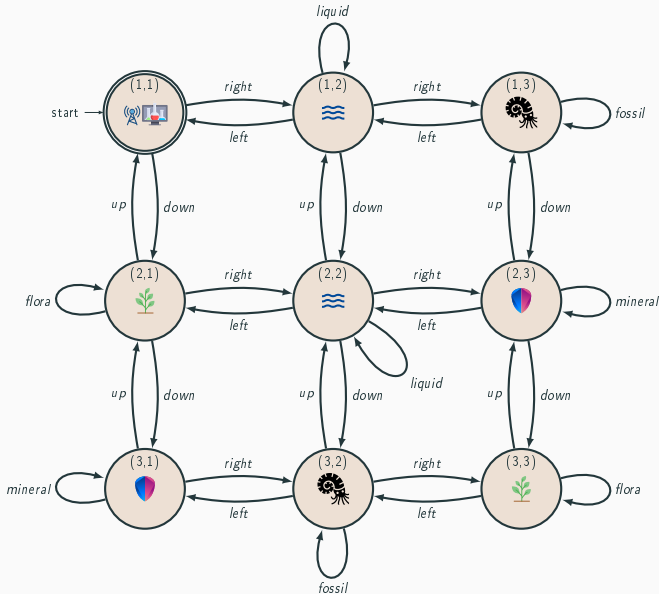 liquid
(1,1) right (1,2) right (1,3)
start fossil
left left
up down up down up down
(2,1) right (2,2) right (2,3)
flora mineral
left left
liquid
up down up down up down
(3,1) right (3,2) right (3,3)
mineral flora
left left
fossil